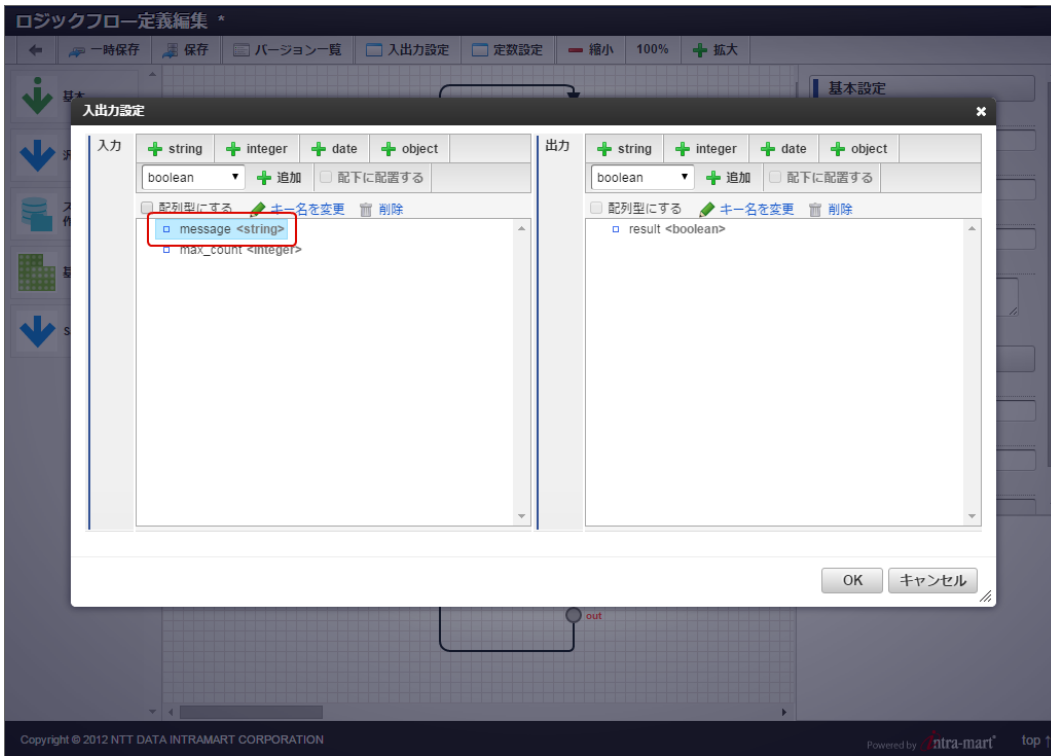 ロジックフロー定義編集 *
一時保存 保存 バージョン一覧 入出力設定 定数設定 縮小 100% 拡大
基本設定
入出力設定
入力
string integer date object
boolean 追加 配下に配置する
配列型にする キー名を変更 削除
message <string>
max_count <integer>
出力
string integer date object
boolean 追加 配下に配置する
配列型にする キー名を変更 削除
result <boolean>
OK キャンセル
out
Copyright © 2012 NTT DATA INTRAMART CORPORATION
Powered by intra-mart
top ↑